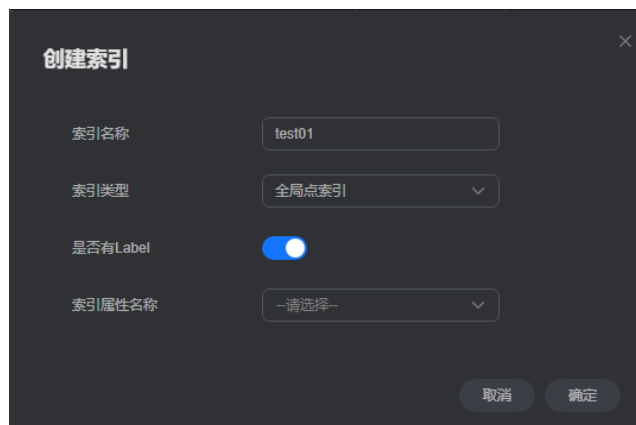 创建索引
索引名称 test01
索引类型 全局点索引
是否有Label
索引属性名称 --请选择--
取消 确定